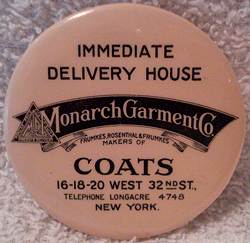 IMMEDIATE
DELIVERY HOUSE
Monarch Garment Co.
FRUMKES, ROSENTHAL & FRUMKES
MAKERS OF
COATS
16-18-20 WEST 32ND ST.,
TELEPHONE LONGACRE 4748
NEW YORK.